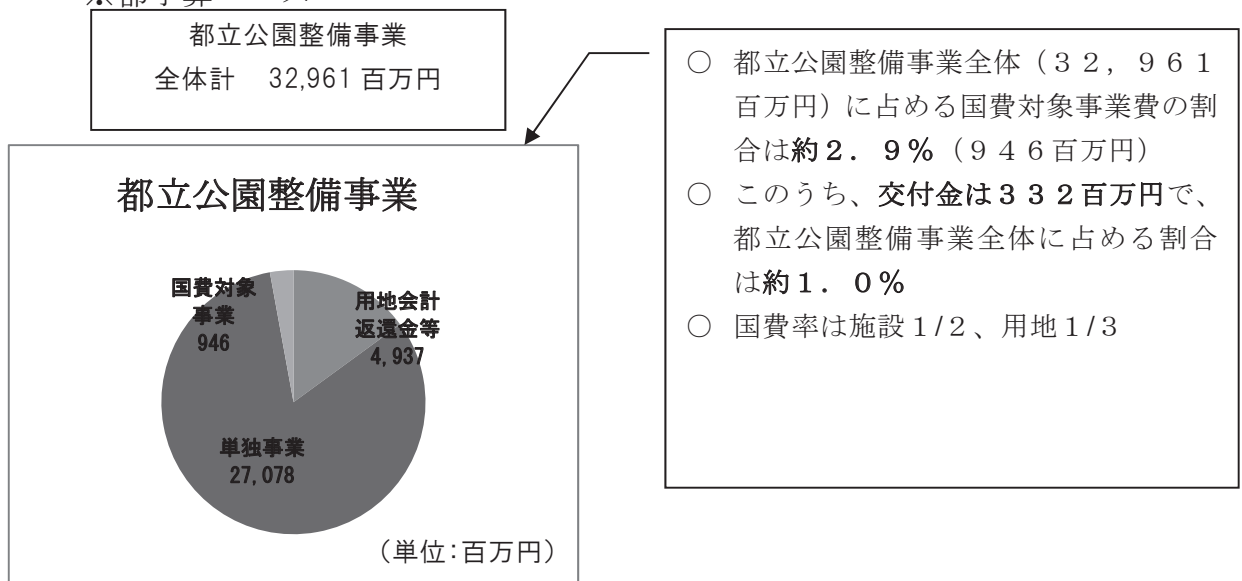 都立公園整備事業
全体計　32,961 百万円
都立公園整備事業
国費対象
事業
946
用地会計
返還金等
4,937
単独事業
27,078
（単位：百万円）
○　都立公園整備事業全体（３２，９６１
百万円）に占める国費対象事業費の割
合は約２．９％（９４６百万円）
○　このうち、交付金は３３２百万円で、
都立公園整備事業全体に占める割合
は約１．０％
○　国費率は施設１/２、用地１/３